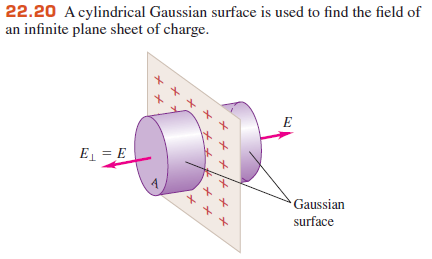 22.20 A cylindrical Gaussian surface is used to find the field of
an infinite plane sheet of charge.
E
E⊥ = E
A
Gaussian
surface